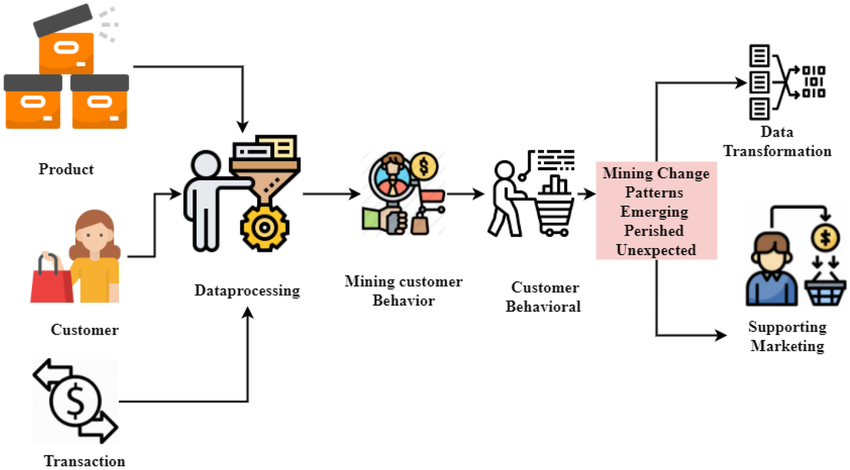 Product
Customer
Transaction
Dataprocessing
Mining customer
Behavior
Customer
Behavioral
Mining Change
Patterns
Emerging
Perished
Unexpected
Data
Transformation
Supporting
Marketing